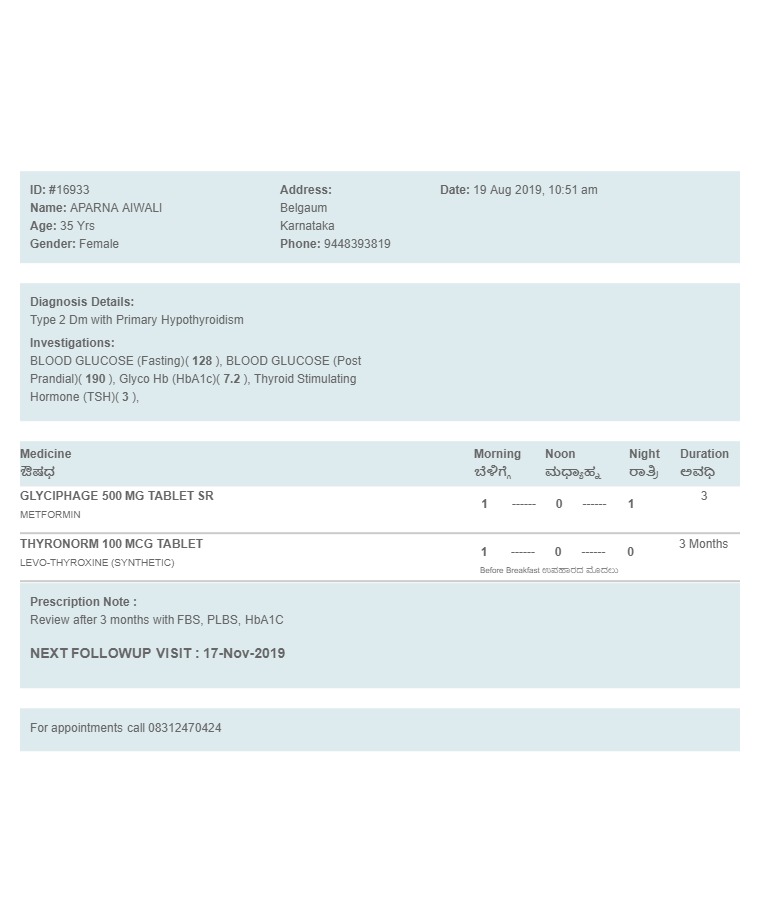 ID: #16933
Name: APARNA AIWALI
Age: 35 Yrs
Gender: Female
Address:
Belgaum
Karnataka
Phone: 9448393819
Date: 19 Aug 2019, 10:51 am
Diagnosis Details:
Type 2 Dm with Primary Hypothyroidism
Investigations:
BLOOD GLUCOSE (Fasting)( 128 ), BLOOD GLUCOSE (Post
Prandial)( 190 ), Glyco Hb (HbA1c)( 7.2 ), Thyroid Stimulating
Hormone (TSH)( 3 ),
Medicine Morning Noon Night Duration
ಔಷಧ ಬೆಳಿಗ್ಗೆ ಮಧ್ಯಾಹ್ನ ರಾತ್ರಿ ಅವಧಿ
GLYCIPHAGE 500 MG TABLET SR 1 ------ 0 ------ 1 3
METFORMIN
THYRONORM 100 MCG TABLET 1 ------ 0 ------ 0 3 Months
LEVO-THYROXINE (SYNTHETIC) Before Breakfast ಉಪಹಾರದ ಮೊದಲು
Prescription Note :
Review after 3 months with FBS, PLBS, HbA1C
NEXT FOLLOWUP VISIT : 17-Nov-2019
For appointments call 08312470424